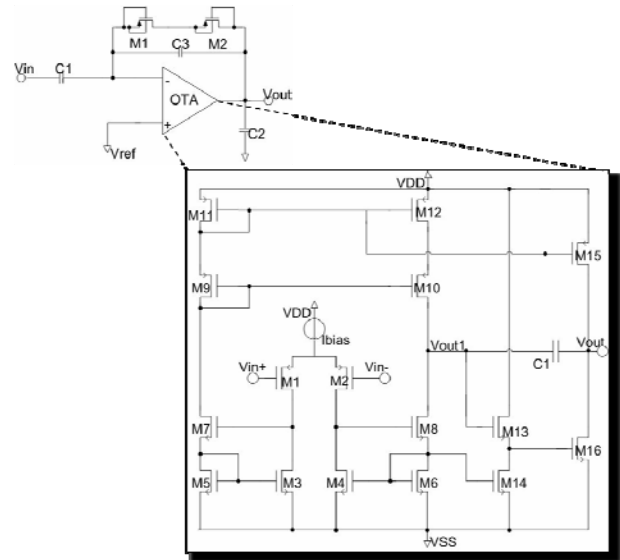 M1
M2
C3
Vin
C1
-
OTA
Vout
+
C2
Vref
VDD
M11
M12
M15
M9
M10
VDD
Ibias
Vout1
Vout
C1
Vin+
Vin-
M1
M2
M7
M8
M13
M16
M5
M3
M4
M6
M14
VSS